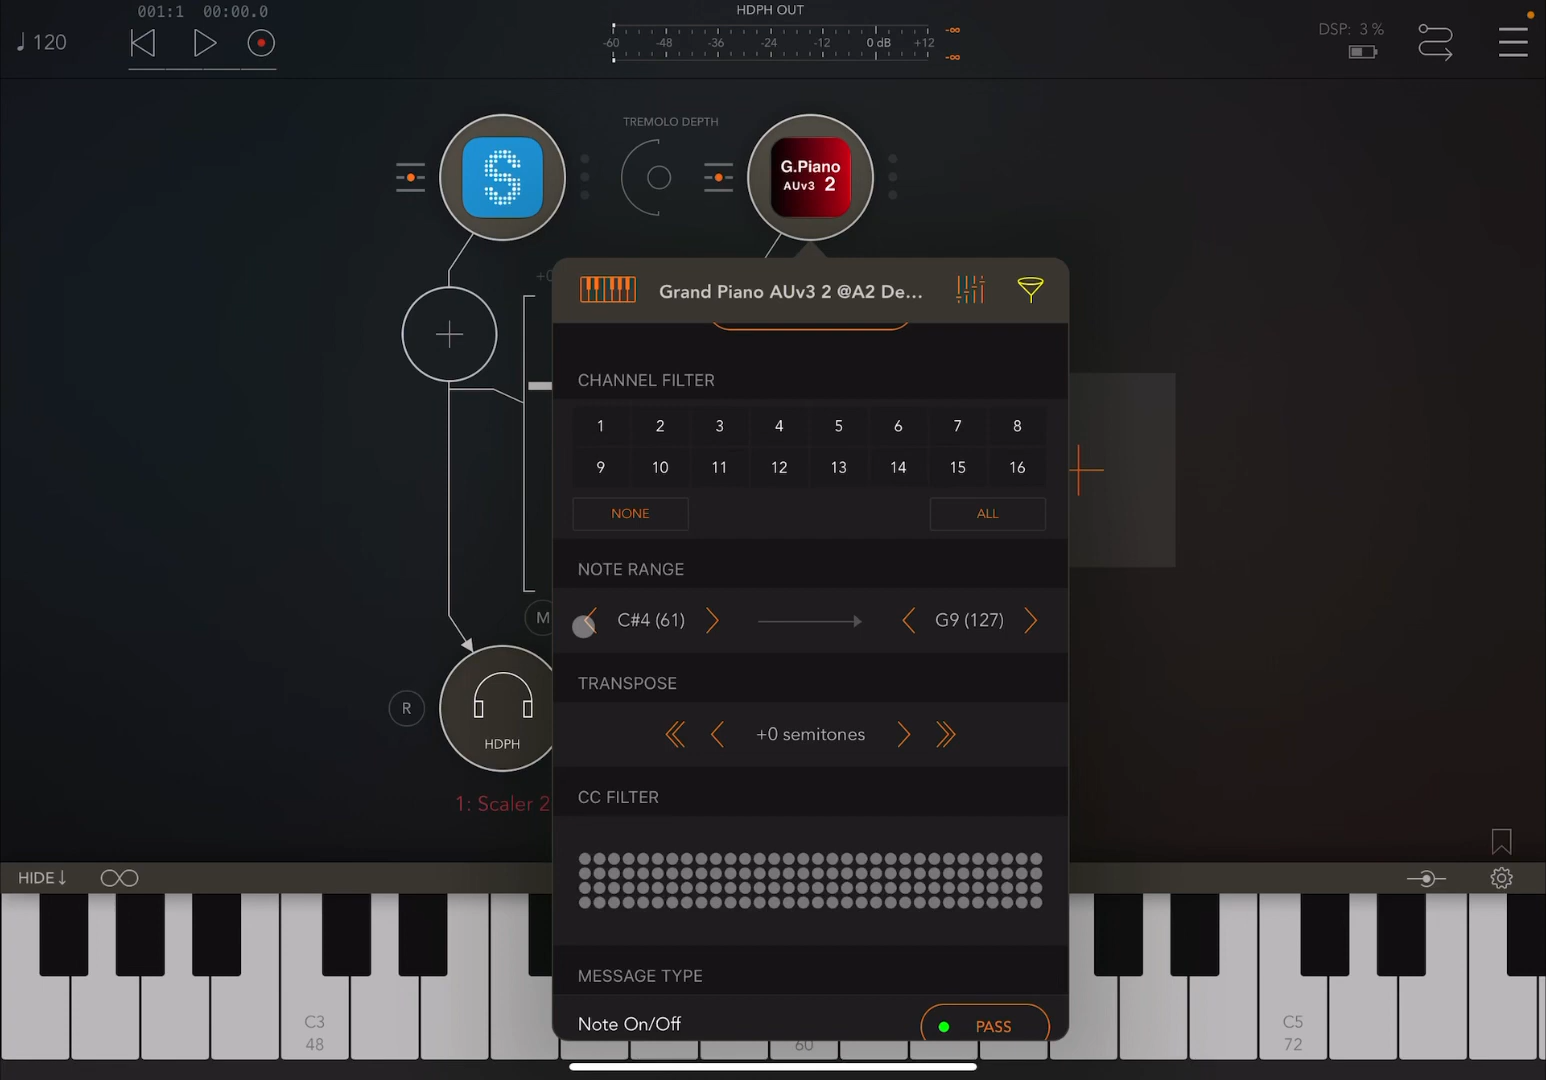 001:1 00:00.0
HDPH OUT
120
-60 -48 -36 -24 -12 0 dB +12
-∞
-∞
DSP: 3 %
TREMOLO DEPTH
S
G.Piano
AUv3 2
Grand Piano AUv3 2 @A2 De...
CHANNEL FILTER
1 2 3 4 5 6 7 8
9 10 11 12 13 14 15 16
NONE ALL
NOTE RANGE
M
C#4 (61) G9 (127)
TRANSPOSE
R
+0 semitones
HDPH
CC FILTER
1: Scaler 2
HIDE↓
MESSAGE TYPE
Note On/Off PASS
C3 C5
48 60 72